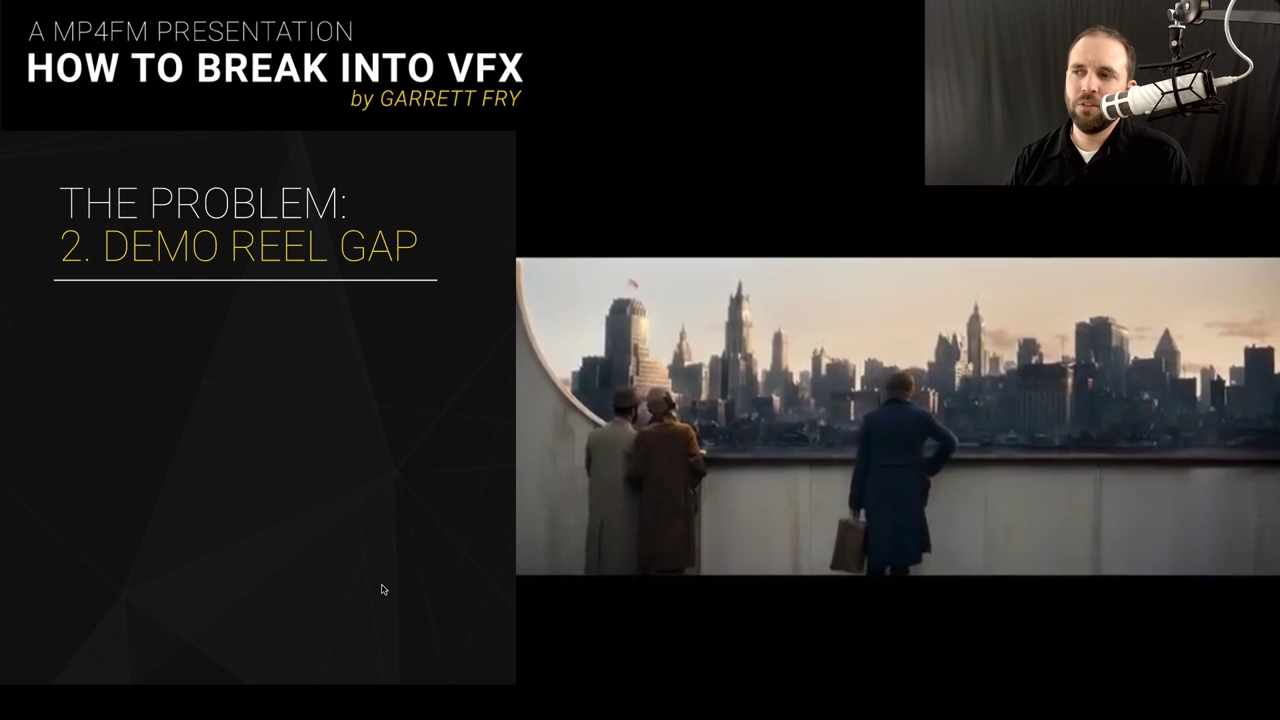 A MP4FM PRESENTATION
HOW TO BREAK INTO VFX
by GARRETT FRY
THE PROBLEM:
2. DEMO REEL GAP